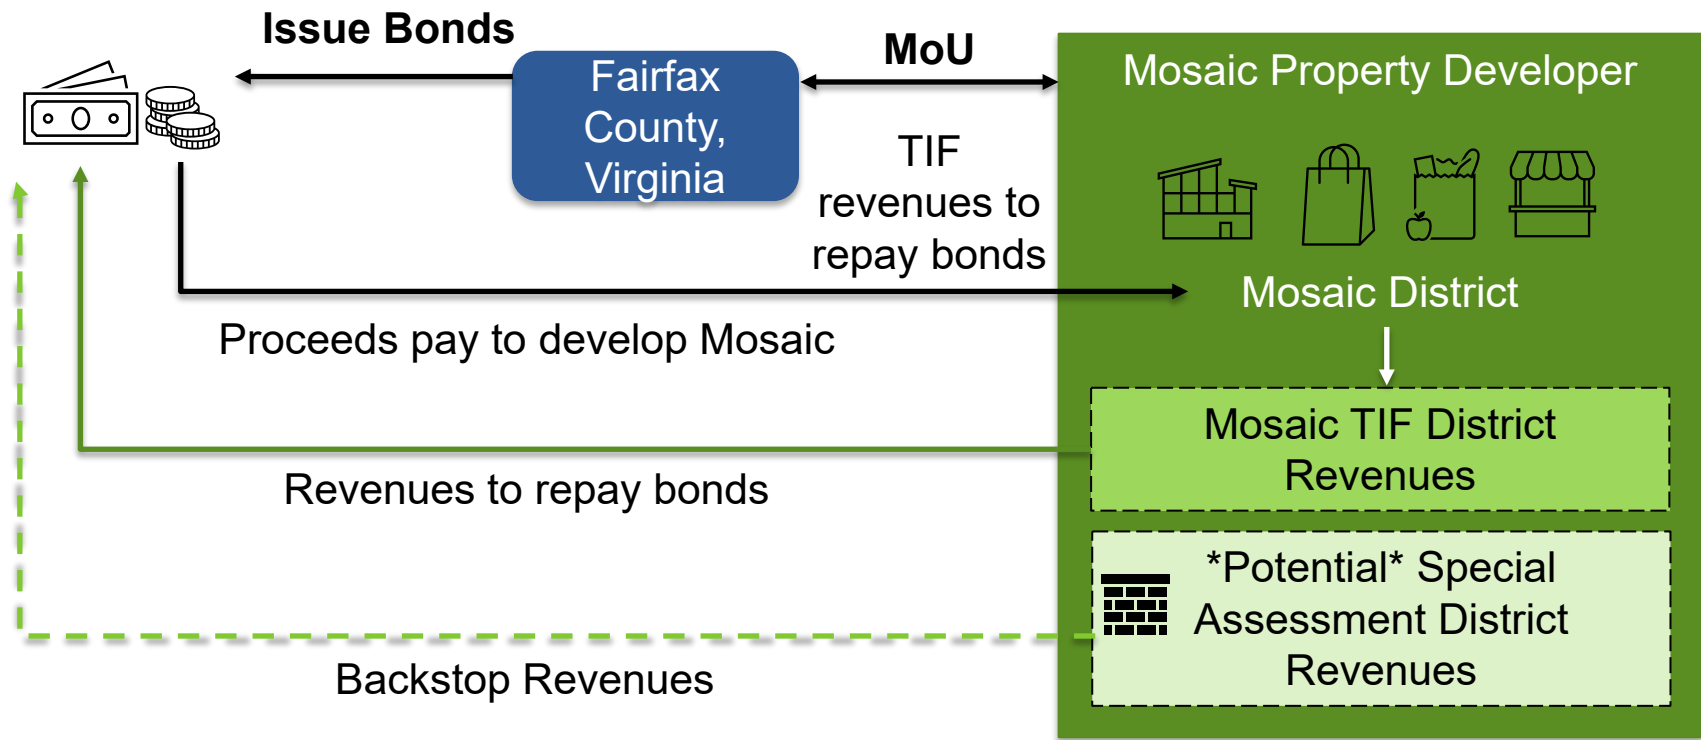 Issue Bonds
Fairfax
County,
Virginia
MoU
TIF
revenues to
repay bonds
Mosaic Property Developer
Mosaic District
Proceeds pay to develop Mosaic
Mosaic TIF District
Revenues
Revenues to repay bonds
*Potential* Special
Assessment District
Revenues
Backstop Revenues